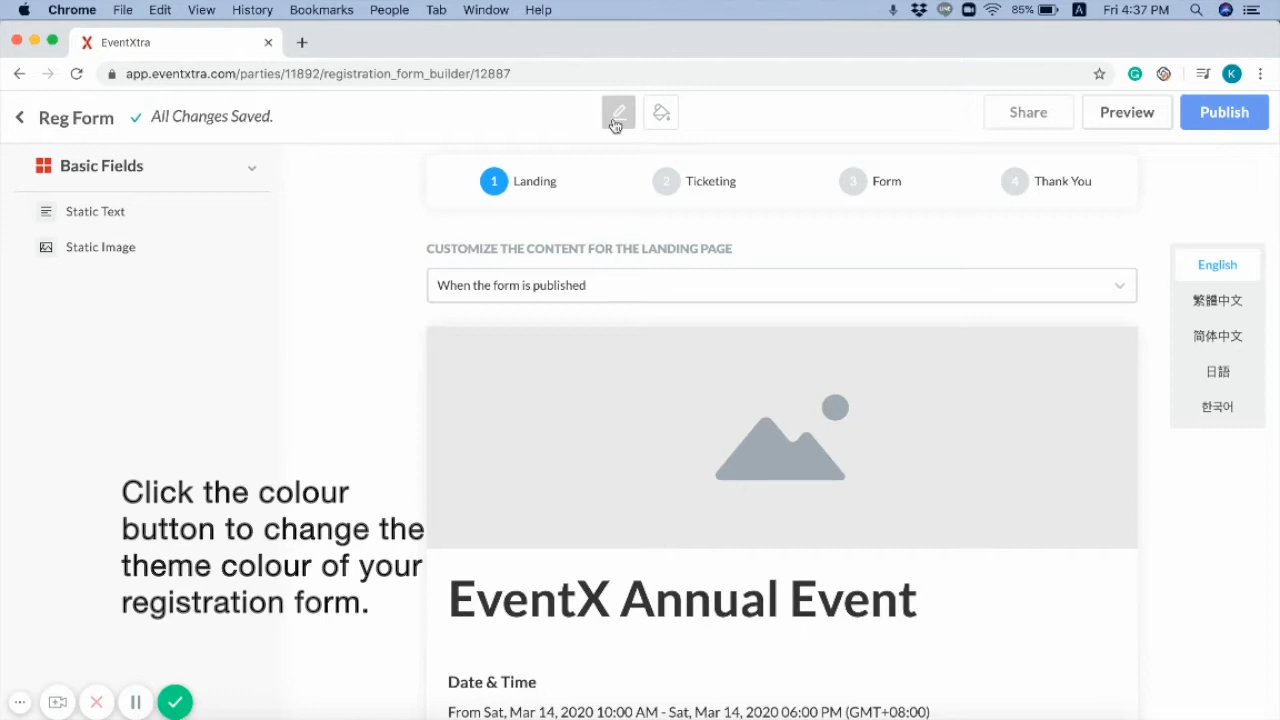 Chrome File Edit View History Bookmarks People Tab Window Help 85% A Fri 4:37 PM
EventXtra
app.eventxtra.com/parties/11892/registration_form_builder/12887
K
Reg Form All Changes Saved.
Share Preview Publish
Basic Fields
Static Text
Static Image
1 Landing 2 Ticketing 3 Form 4 Thank You
CUSTOMIZE THE CONTENT FOR THE LANDING PAGE
When the form is published
English
繁體中文
简体中文
日語
한국어
Click the colour
button to change the
theme colour of your
registration form.
EventX Annual Event
Date & Time
From Sat, Mar 14, 2020 10:00 AM - Sat, Mar 14, 2020 06:00 PM (GMT+08:00)